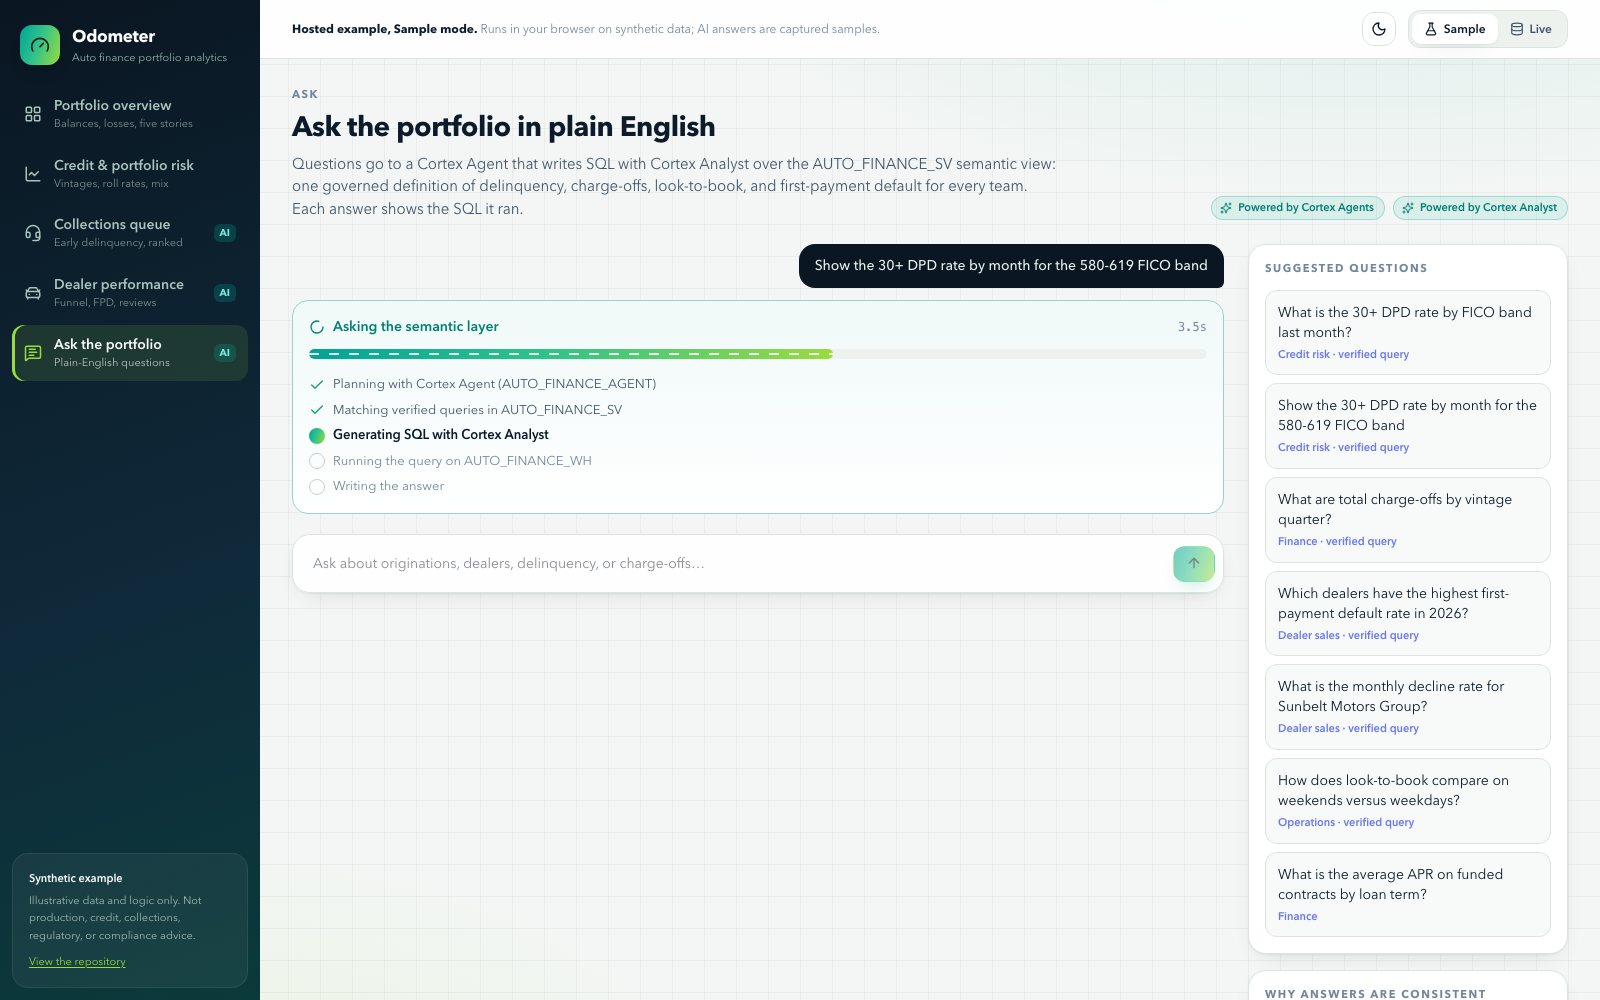 Odometer
Auto finance portfolio analytics
Portfolio overview
Balances, losses, five stories
Credit & portfolio risk
Vintages, roll rates, mix
Collections queue
Early delinquency, ranked
AI
Dealer performance
Funnel, FPD, reviews
AI
Ask the portfolio
Plain-English questions
AI
Synthetic example
Illustrative data and logic only. Not
production, credit, collections,
regulatory, or compliance advice.
View the repository
Hosted example, Sample mode. Runs in your browser on synthetic data; AI answers are captured samples.
Sample
Live
ASK
Ask the portfolio in plain English
Questions go to a Cortex Agent that writes SQL with Cortex Analyst over the AUTO_FINANCE_SV semantic view:
one governed definition of delinquency, charge-offs, look-to-book, and first-payment default for every team.
Each answer shows the SQL it ran.
Powered by Cortex Agents
Powered by Cortex Analyst
Show the 30+ DPD rate by month for the 580-619 FICO band
Asking the semantic layer
3.5s
Planning with Cortex Agent (AUTO_FINANCE_AGENT)
Matching verified queries in AUTO_FINANCE_SV
Generating SQL with Cortex Analyst
Running the query on AUTO_FINANCE_WH
Writing the answer
Ask about originations, dealers, delinquency, or charge-offs...
SUGGESTED QUESTIONS
What is the 30+ DPD rate by FICO band
last month?
Credit risk · verified query
Show the 30+ DPD rate by month for the
580-619 FICO band
Credit risk · verified query
What are total charge-offs by vintage
quarter?
Finance · verified query
Which dealers have the highest first-
payment default rate in 2026?
Dealer sales · verified query
What is the monthly decline rate for
Sunbelt Motors Group?
Dealer sales · verified query
How does look-to-book compare on
weekends versus weekdays?
Operations · verified query
What is the average APR on funded
contracts by loan term?
Finance
WHY ANSWERS ARE CONSISTENT